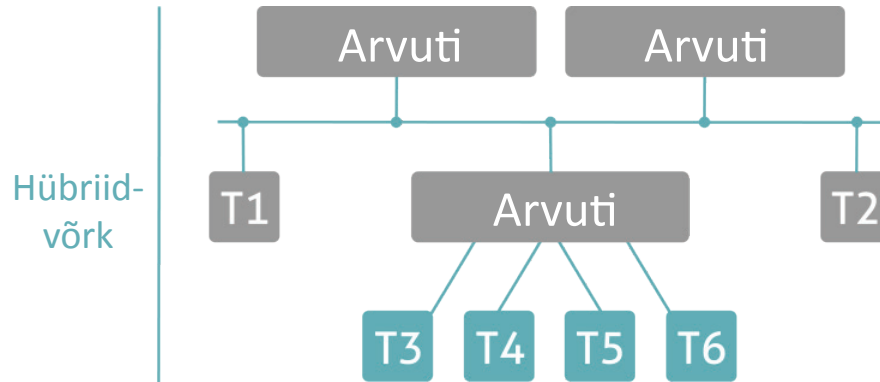 Arvuti Arvuti
Hübriid-
võrk
T1 Arvuti T2
T3 T4 T5 T6